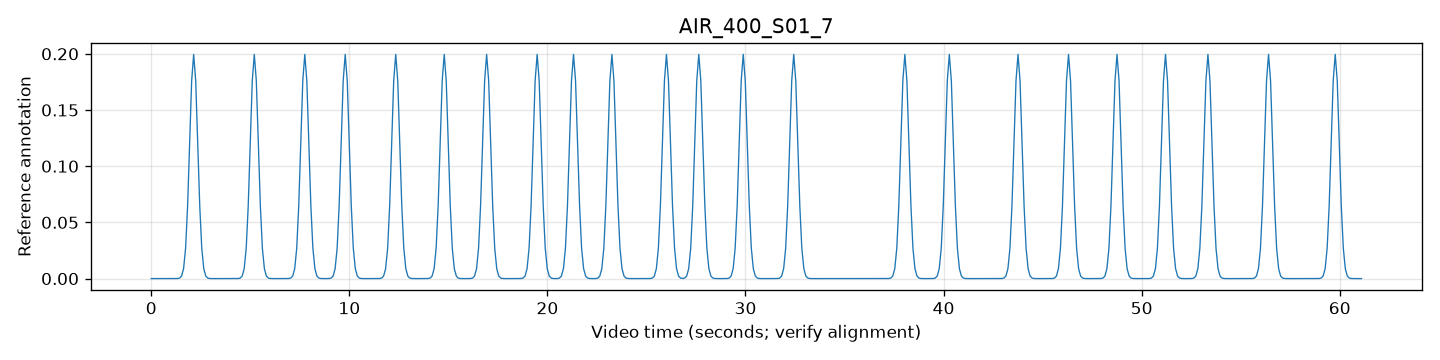 AIR_400_S01_7
Reference annotation
0.20
0.15
0.10
0.05
0.00
0 10 20 30 40 50 60
Video time (seconds; verify alignment)